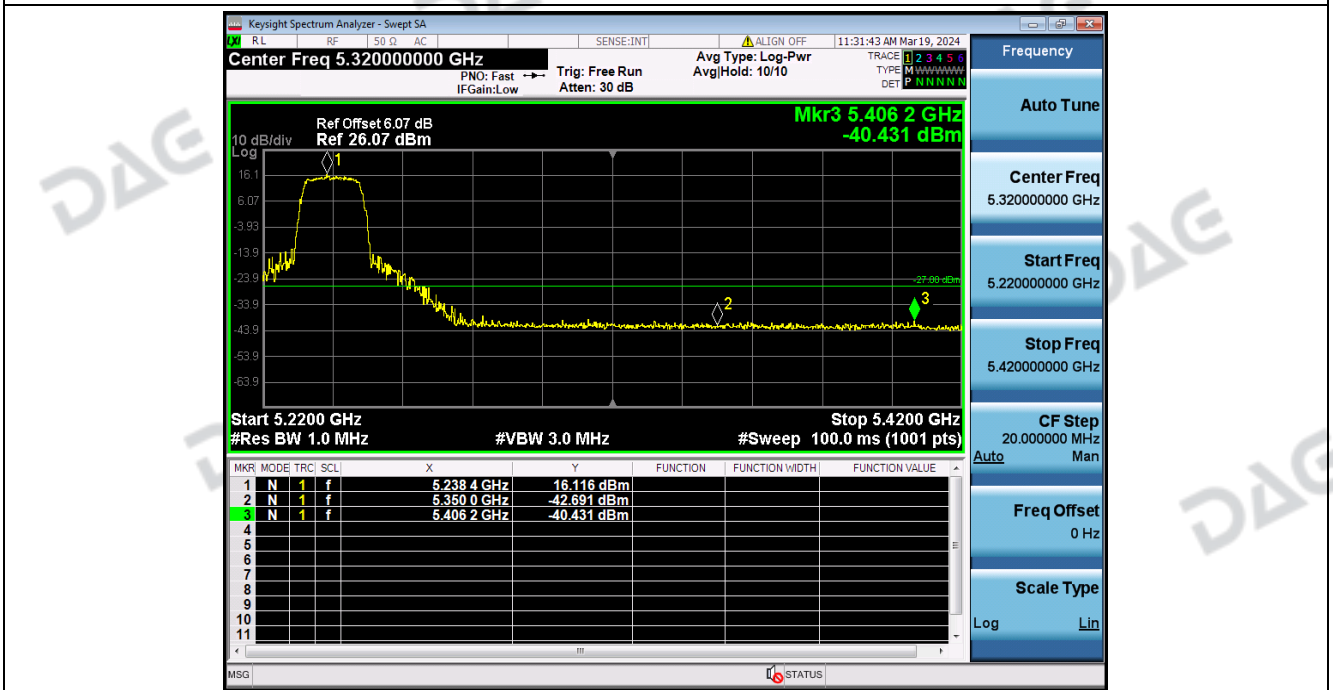 Keysight Spectrum Analyzer - Swept SA
LXI RL RF 50 Ω AC SENSE:INT ALIGN OFF 11:31:43 AM Mar 19, 2024
Center Freq 5.320000000 GHz
Avg Type: Log-Pwr
TRACE 1 2 3 4 5 6
PNO: Fast
Trig: Free Run
Avg|Hold: 10/10
TYPE M WWWWW
IFGain:Low
Atten: 30 dB
DET P N N N N N
Frequency
Auto Tune
Center Freq
5.320000000 GHz
Start Freq
5.220000000 GHz
Stop Freq
5.420000000 GHz
CF Step
20.000000 MHz
Auto Man
Freq Offset
0 Hz
Scale Type
Log Lin
Mkr3 5.406 2 GHz
-40.431 dBm
Ref Offset 6.07 dB
10 dB/div Ref 26.07 dBm
Log
1
16.1
6.07
-3.93
-13.9
-23.9
-27.00 dBm
-33.9
2
3
-43.9
-53.9
-63.9
Start 5.2200 GHz Stop 5.4200 GHz
#Res BW 1.0 MHz #VBW 3.0 MHz #Sweep 100.0 ms (1001 pts)
MKR MODE TRC SCL X Y FUNCTION FUNCTION WIDTH FUNCTION VALUE
1 N 1 f 5.238 4 GHz 16.116 dBm
2 N 1 f 5.350 0 GHz -42.691 dBm
3 N 1 f 5.406 2 GHz -40.431 dBm
4
5
6
7
8
9
10
11
MSG STATUS
DAG
DAG
DAG